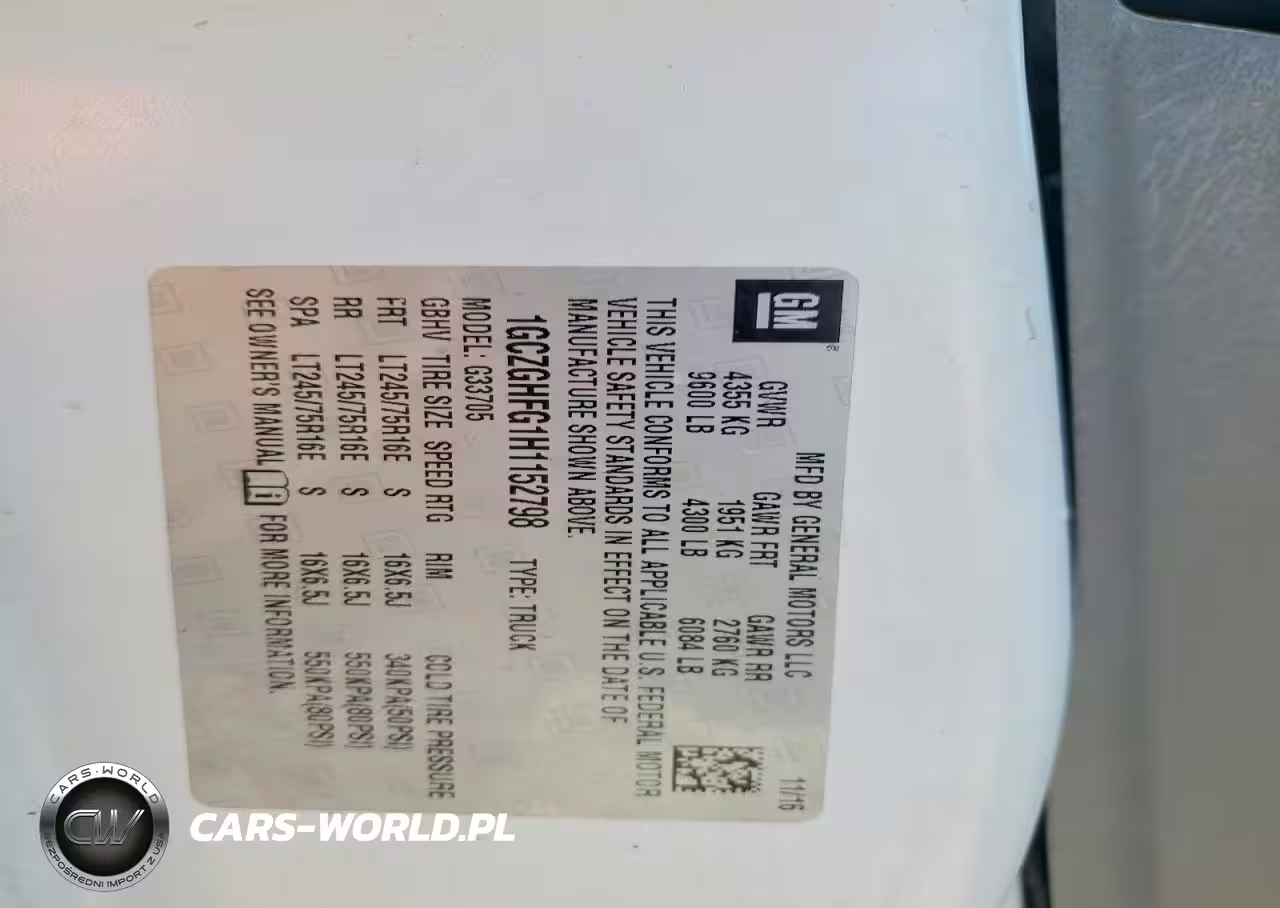 GM
MFD BY GENERAL MOTORS LLC 11/16
GVWR GAWR FRT GAWR RR
4355 KG 1951 KG 2760 KG
9600 LB 4300 LB 6084 LB
THIS VEHICLE CONFORMS TO ALL APPLICABLE U.S. FEDERAL MOTOR
VEHICLE SAFETY STANDARDS IN EFFECT ON THE DATE OF
MANUFACTURE SHOWN ABOVE.
1GCZGHFG1H1152798 TYPE: TRUCK
MODEL: G33705
GBHV TIRE SIZE SPEED RTG RIM COLD TIRE PRESSURE
FRT LT245/75R16E S 16X6.5J 340KPA(50PSI)
RR LT245/75R16E S 16X6.5J 550KPA(80PSI)
SPA LT245/75R16E S 16X6.5J 550KPA(80PSI)
SEE OWNER'S MANUAL FOR MORE INFORMATION.
CARS-WORLD
CW
BEZPOŚREDNI IMPORT Z USA
CARS-WORLD.PL